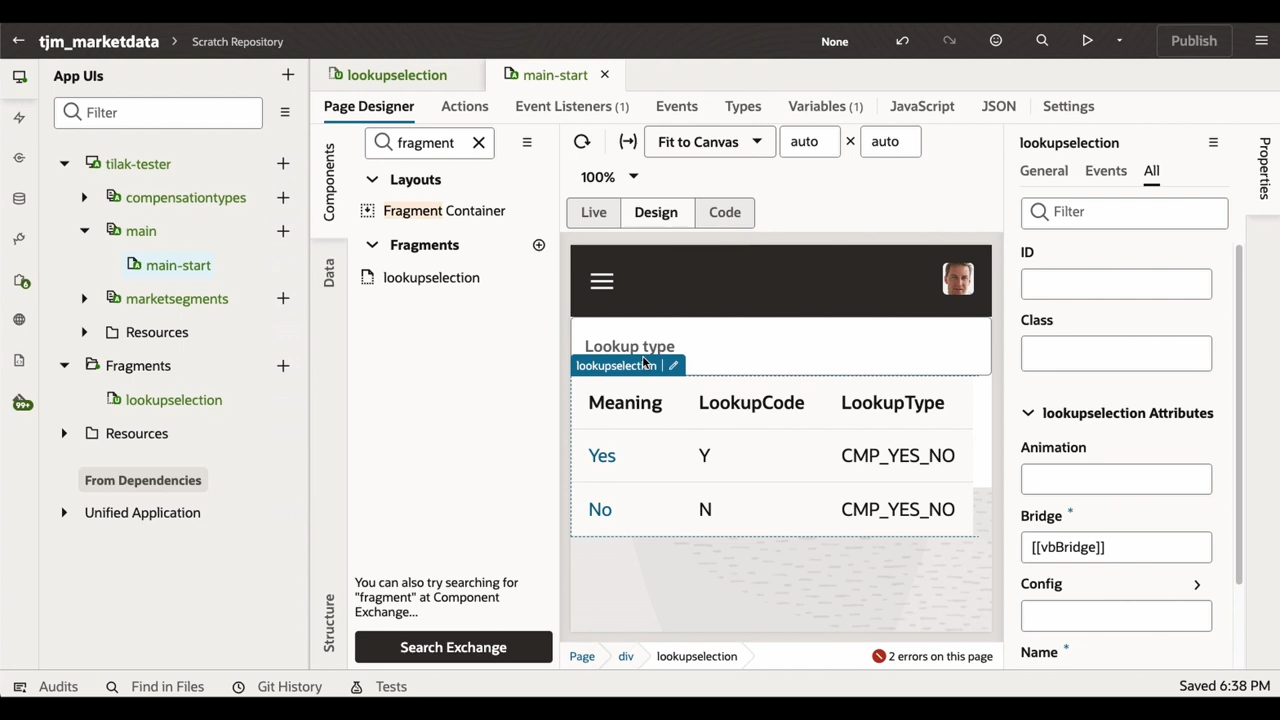 tjm_marketdata > Scratch Repository
None
Publish
App UIs
Filter
tilak-tester
compensationtypes
main
main-start
marketsegments
Resources
Fragments
lookupselection
Resources
From Dependencies
Unified Application
lookupselection
main-start
Page Designer
Actions
Event Listeners (1)
Events
Types
Variables (1)
JavaScript
JSON
Settings
Components
Data
Structure
fragment
Layouts
Fragment Container
Fragments
lookupselection
You can also try searching for
"fragment" at Component
Exchange...
Search Exchange
Fit to Canvas
auto
auto
100%
Live
Design
Code
Lookup type
lookupselection
Meaning LookupCode LookupType
Yes Y CMP_YES_NO
No N CMP_YES_NO
Page
div
lookupselection
2 errors on this page
lookupselection
General
Events
All
Filter
ID
Class
lookupselection Attributes
Animation
Bridge *
[[vbBridge]]
Config
Name *
Properties
99+
Audits
Find in Files
Git History
Tests
Saved 6:38 PM